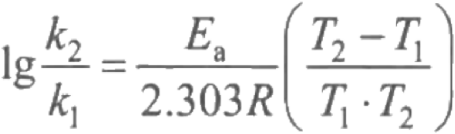 lg k₂/k₁ = Eₐ/2.303R (T₂ − T₁ / T₁ · T₂)